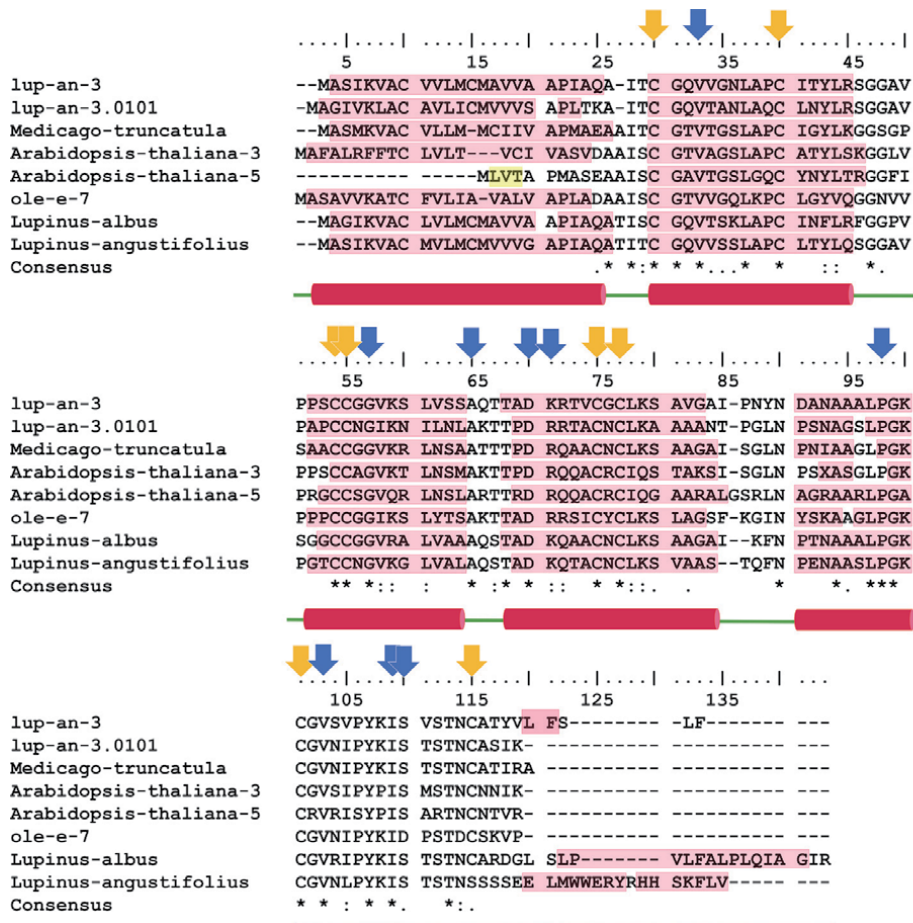 ....|....| ....|....| ....|....| ....|....| ....|....|
5 15 25 35 45
lup-an-3 --MASIKVAC VVLMCMAVVA APIAQA-ITC CGQVVGNLAPC ITYLRSGGAV
lup-an-3.0101 --MAGIVKLAC AVLICMVVVS APLTKA-ITC GQVTANLAQC LNYLRSGGAV
Medicago-truncatula --MASMKVAC VLLM-MCIIV APMAEAAITC GTVTGSLAPC IGYLKGGSGP
Arabidopsis-thaliana-3 MAFALRFFTC LVLT---VCI VASVDAAISC GTVAGSLAPC ATYLSKGGLV
Arabidopsis-thaliana-5 ---------- -----MLVTA PMASEAAISC GAVTGSLGQC YNYLTRGGFI
ole-e-7 MASAVVKATC FVLIA-VALV APLADAAISC GTVVGQLKPC LGYVQGGNVV
Lupinus-albus --MAGIKVAC LVLMCMVVVA APIAQATISC GQVTSKLAPC INFLRFGGPV
Lupinus-angustifolius --MASIKVAC MVLMCMVVVG APIAQATITC GQVVSSLAPC LTYLQSGGAV
Consensus .* *:* * *...* * :: *.
....|....| ....|....| ....|....| ....|....| ....|....|
55 65 75 85 95
lup-an-3 PPSCCGGVKS LVSSAQTTAD KRTVCGCLKS AVGAI-PNYN DANAAALPGK
lup-an-3.0101 PAPCCNGIKN ILNLAKTTPD RRTACNCLKA AAANT-PGLN PSNAGSLPGK
Medicago-truncatula SAACCGGVKR LNSAATTTPD RQAACNCLKS AAGAI-SGLN PNIAAGLPGK
Arabidopsis-thaliana-3 PPSCCAGVKT LNSMAKTTPD RQQACRCIQS TAKSI-SGLN PSXASGLPGK
Arabidopsis-thaliana-5 PRGCCSGVQR LNSLARTTRD RQQACRCIQG AARALGSRLN AGRAARLPGA
ole-e-7 PPPCCGGIKS LYTSAKTTAD RRSICYCLKS LAGSF-KGIN YSKAAGLPGK
Lupinus-albus SGGCCGGVRA LVAAAQSTAD KQAACNCLKS AAGAI--KFN PTNAAALPGK
Lupinus-angustifolius PGTCCNGVKG LVALAQSTAD KQTACNCLKS VAAS--TQFN PENAASLPGK
Consensus ** *:: : * * * * *:: . * *. ***
....|....| ....|....| ....|....| ....|....| ...
105 115 125 135
lup-an-3 CGVSVPYKIS VSTNCATYVL FS-------- -LF------- ---
lup-an-3.0101 CGVNIPYKIS TSTNCASIK- ---------- ---------- ---
Medicago-truncatula CGVNIPYKIS TSTNCATIRA ---------- ---------- ---
Arabidopsis-thaliana-3 CGVSIPYPIS MSTNCNNIK- ---------- ---------- ---
Arabidopsis-thaliana-5 CRVRISYPIS ARTNCNTVR- ---------- ---------- ---
ole-e-7 CGVNIPYKID PSTDCSKVP- ---------- ---------- ---
Lupinus-albus CGVRIPYKIS TSTNCARDGL SLP------- VLFALPLQIA GIR
Lupinus-angustifolius CGVNLPYKIS TSTNSSSSEE LMWWERYRHH SKFLV----- ---
Consensus * * : * *. *:.